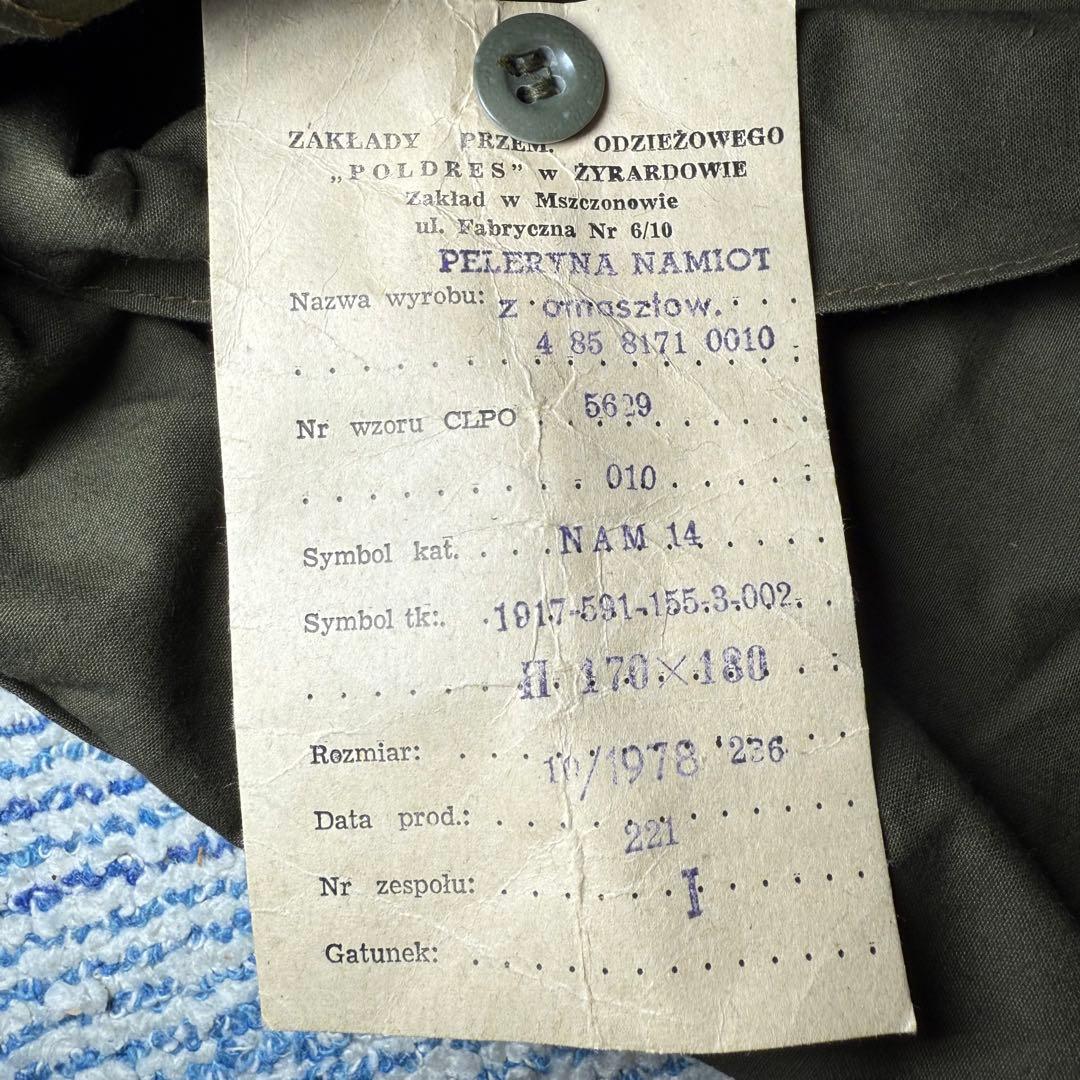 ZAKŁADY PRZEM. ODZIEŻOWEGO
„POLDRES” w ŻYRARDOWIE
Zakład w Mszczonowie
ul. Fabryczna Nr 6/10
PELERYNA NAMIOT
Nazwa wyrobu: z omasztow.
4 85 8171 0010
Nr wzoru CLPO 5629
010
Symbol kat. NAM 14
Symbol tk: 1917-591-155-3-002
II 170×180
Rozmiar:
10/1978 236
Data prod.:
221
Nr zespołu:
I
Gatunek: